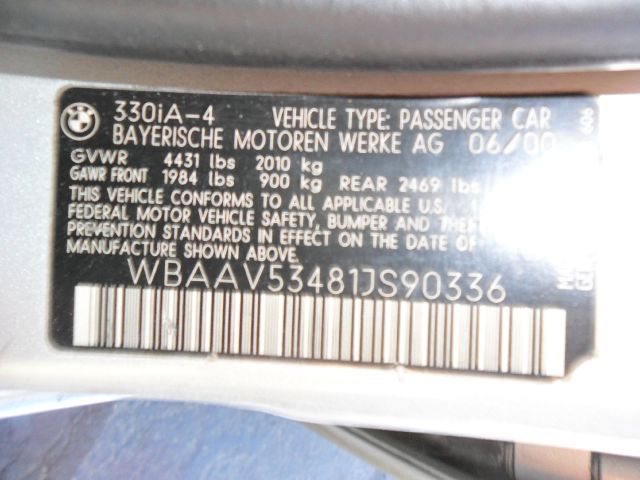 330iA-4 VEHICLE TYPE: PASSENGER CAR
BAYERISCHE MOTOREN WERKE AG 06/00
GVWR 4431 lbs 2010 kg
GAWR FRONT 1984 lbs 900 kg REAR 2469 lbs
THIS VEHICLE CONFORMS TO ALL APPLICABLE U.S.
FEDERAL MOTOR VEHICLE SAFETY, BUMPER AND THEFT
PREVENTION STANDARDS IN EFFECT ON THE DATE OF
MANUFACTURE SHOWN ABOVE.
WBAAV53481JS90336